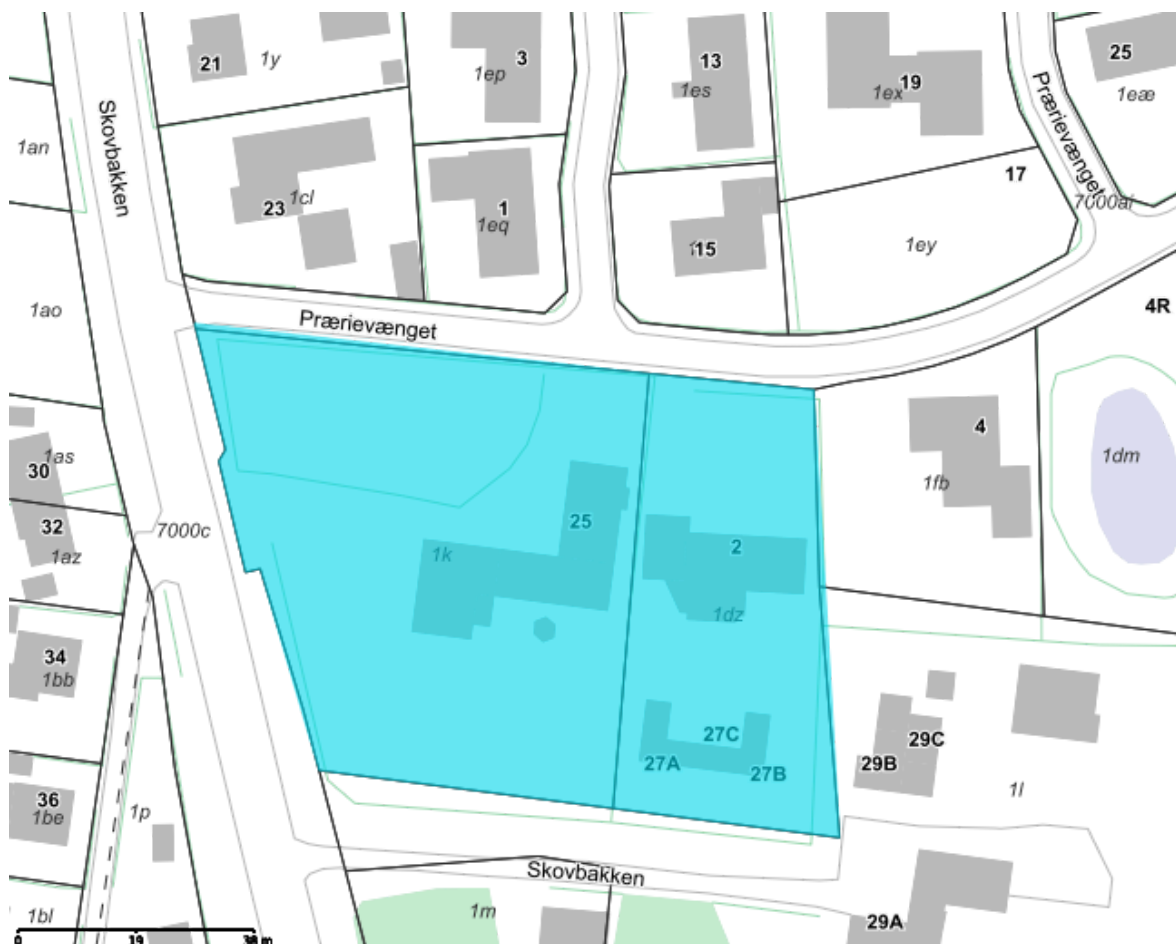 21
1y
3
1ep
13
1es
19
1ex
25
1eæ
Skovbakken
Prærievænget
1an
23
1cl
1
1eq
15
17
7000ai
1ey
1ao
Prærievænget
4R
4
1fb
1dm
30
1as
32
1az
7000c
25
1k
2
1dz
34
1bb
27C
27A
27B
29C
29B
1l
36
1be
1p
Skovbakken
1bl
1m
29A
0 19 38 m